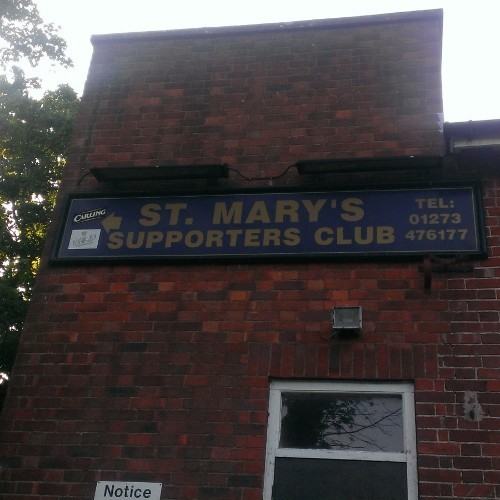 CARLING
ST. MARY'S
SUPPORTERS CLUB
TEL:
01273
476177
Notice